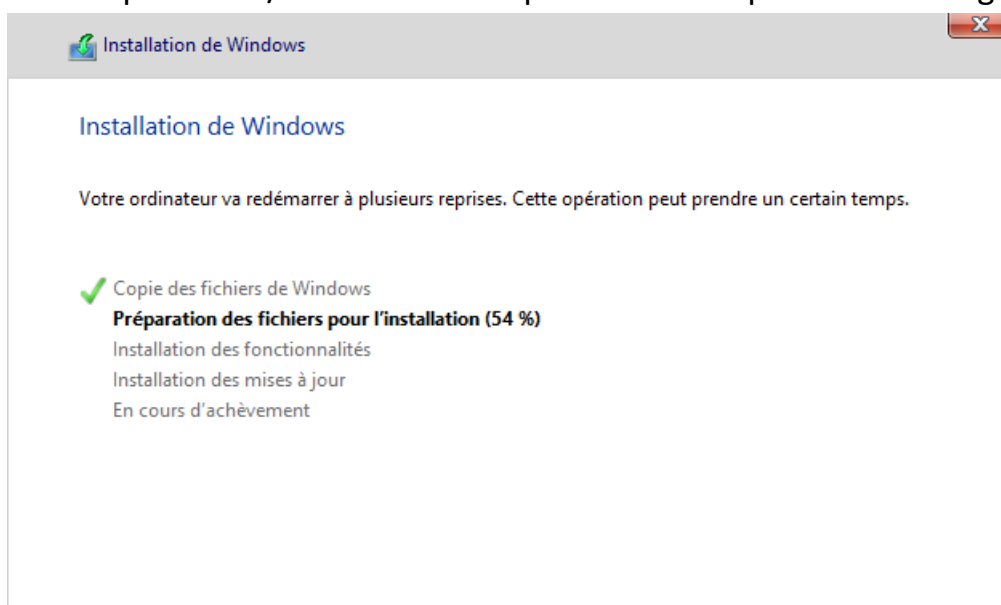 Installation de Windows
Installation de Windows
Votre ordinateur va redémarrer à plusieurs reprises. Cette opération peut prendre un certain temps.
Copie des fichiers de Windows
Préparation des fichiers pour l'installation (54 %)
Installation des fonctionnalités
Installation des mises à jour
En cours d'achèvement